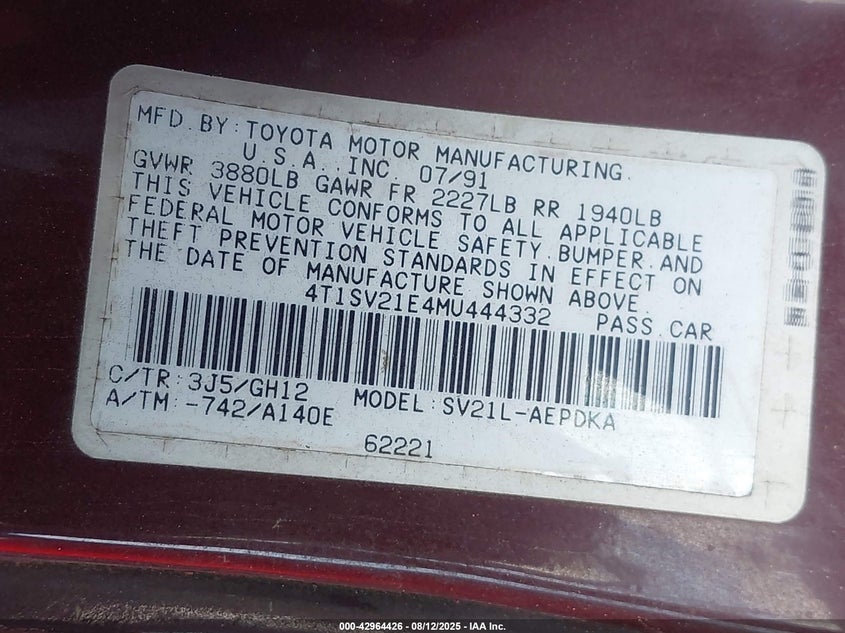 MFD. BY: TOYOTA MOTOR MANUFACTURING,
U.S.A., INC. 07/91
GVWR 3880LB GAWR FR 2227LB RR 1940LB
THIS VEHICLE CONFORMS TO ALL APPLICABLE
FEDERAL MOTOR VEHICLE SAFETY, BUMPER, AND
THEFT PREVENTION STANDARDS IN EFFECT ON
THE DATE OF MANUFACTURE SHOWN ABOVE.
4T1SV21E4MU444332 PASS. CAR
C/TR: 3J5/GH12 MODEL: SV21L-AEPDKA
A/TM: -742/A140E
62221
000-42964426 - 08/12/2025 - IAA Inc.